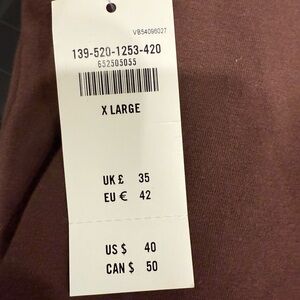 VB54096027
139-520-1253-420
652505055
X LARGE
UK £ 35
EU € 42
US $ 40
CAN $ 50